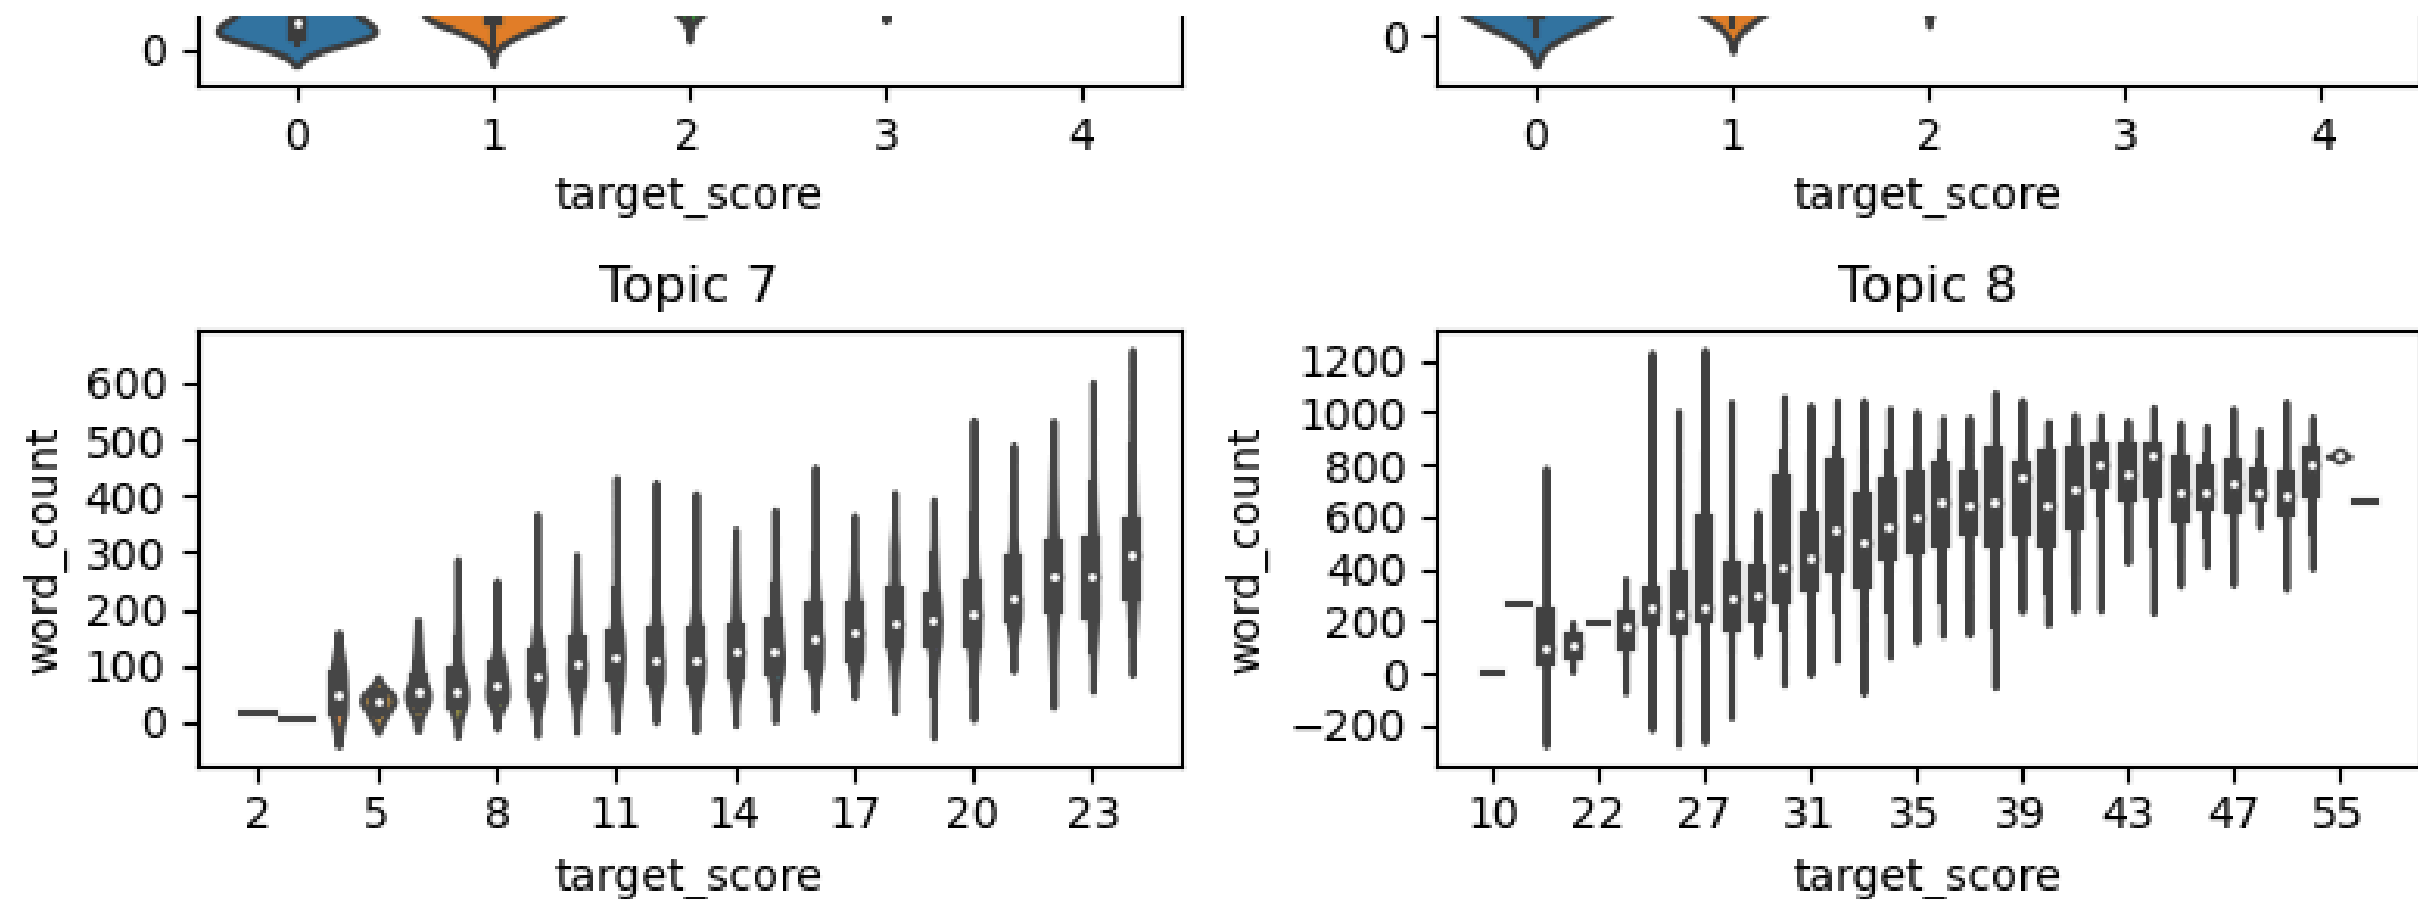 0
0 1 2 3 4
target_score
0
0 1 2 3 4
target_score
Topic 7
600
500
400
300
200
100
0
word_count
2 5 8 11 14 17 20 23
target_score
Topic 8
1200
1000
800
600
400
200
0
−200
word_count
10 22 27 31 35 39 43 47 55
target_score